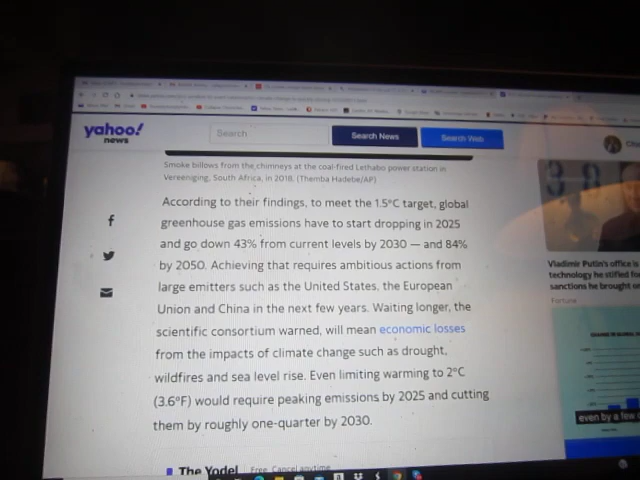 yahoo!
news
Search
Search News
Search Web
Smoke billows from the chimneys at the coal-fired Lethabo power station in
Vereeniging, South Africa, in 2018. (Themba Hadebe/AP)
According to their findings, to meet the 1.5°C target, global
greenhouse gas emissions have to start dropping in 2025
and go down 43% from current levels by 2030 — and 84%
by 2050. Achieving that requires ambitious actions from
large emitters such as the United States, the European
Union and China in the next few years. Waiting longer, the
scientific consortium warned, will mean economic losses
from the impacts of climate change such as drought,
wildfires and sea level rise. Even limiting warming to 2°C
(3.6°F) would require peaking emissions by 2025 and cutting
them by roughly one-quarter by 2030.
The Yodel
Free. Cancel anytime
Vladimir Putin's office is
technology he stifled fo
sanctions he brought o
Fortune
even by a few